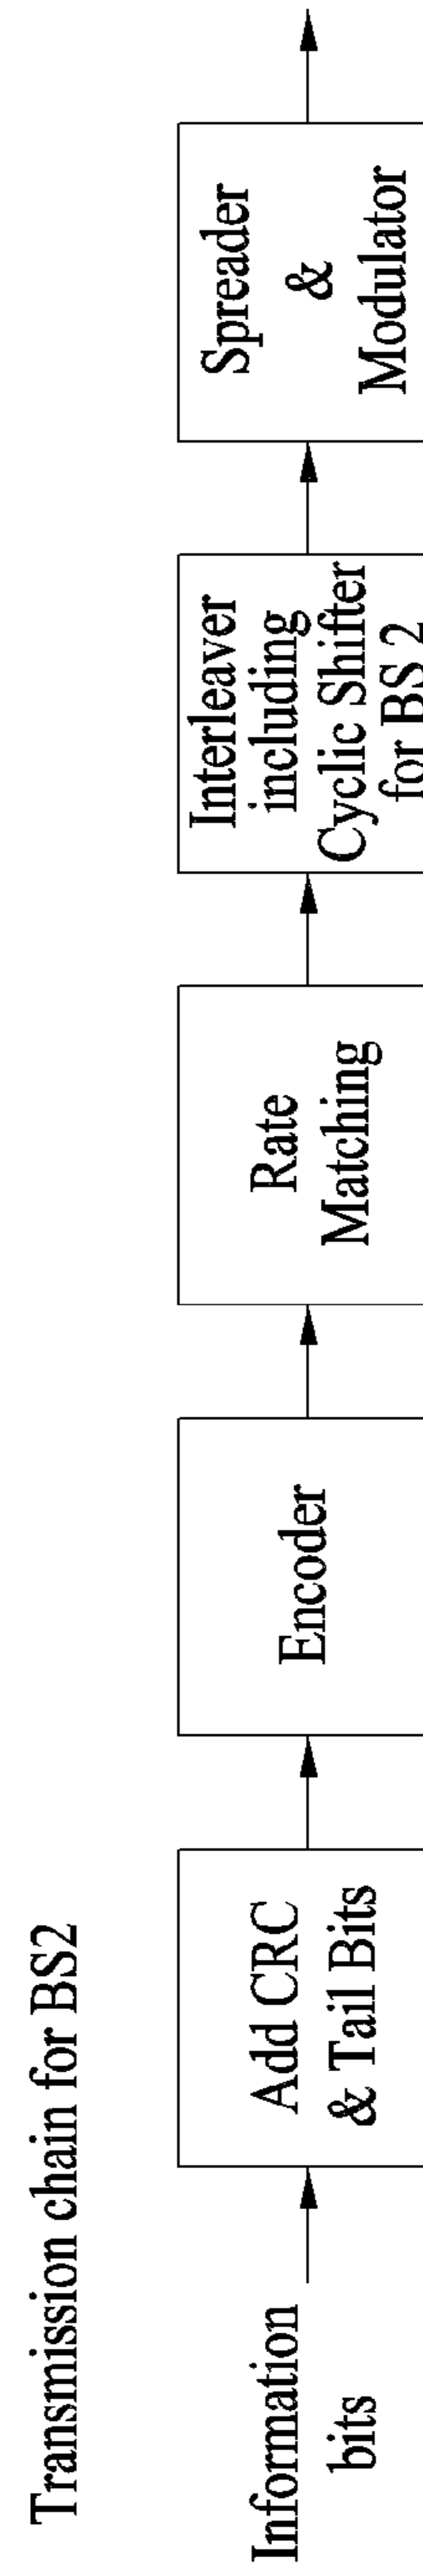 Transmission chain for BS2
Information
bits
Add CRC
& Tail Bits
Encoder
Rate
Matching
Interleaver
including
Cyclic Shifter
for BS 2
Spreader
&
Modulator